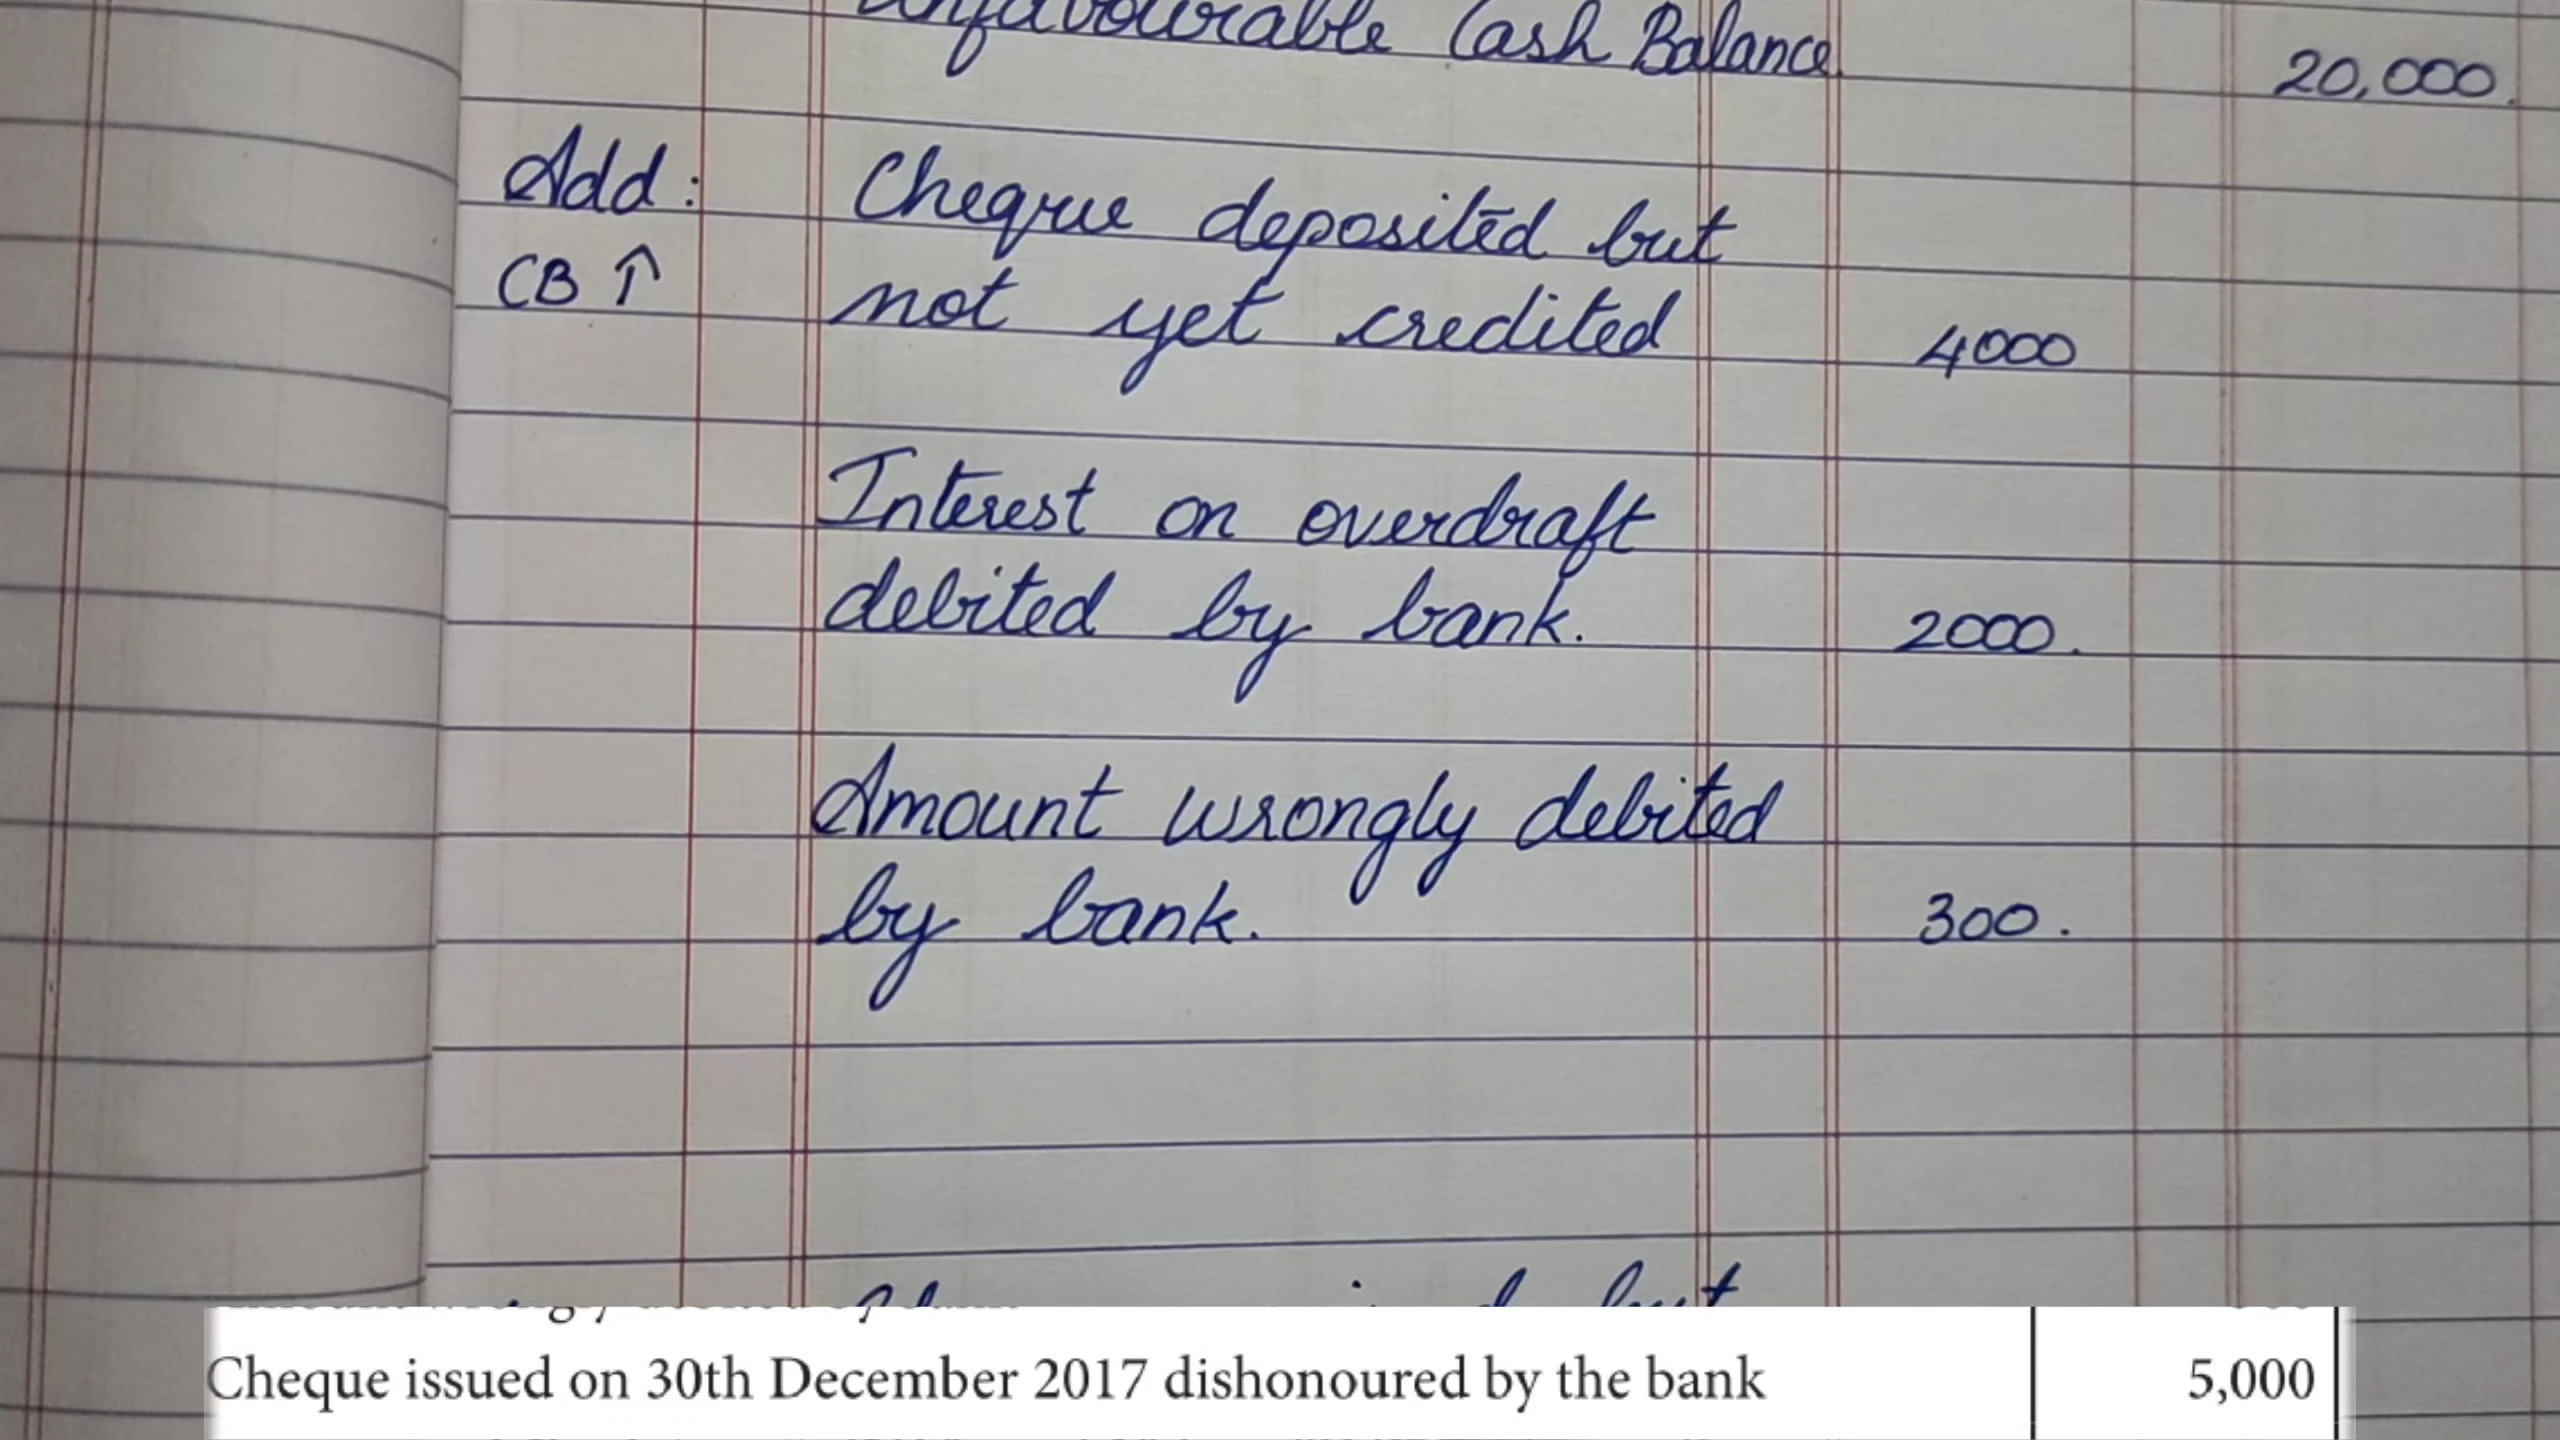 Unfavourable Cash Balance 20,000.
Add: Cheque deposited but
CB ↑ not yet credited 4000
Interest on overdraft
debited by bank. 2000.
Amount wrongly debited
by bank. 300.
but
Cheque issued on 30th December 2017 dishonoured by the bank 5,000